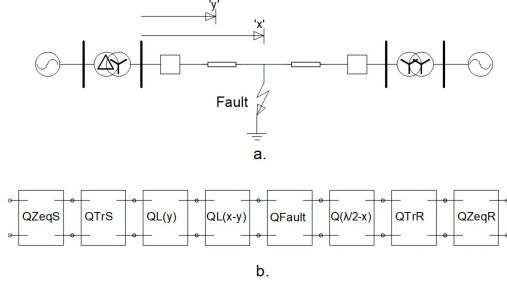 'y'
'x'
Fault
a.
QZeqS QTrS QL(y) QL(x-y) QFault Q(λ/2-x) QTrR QZeqR
b.